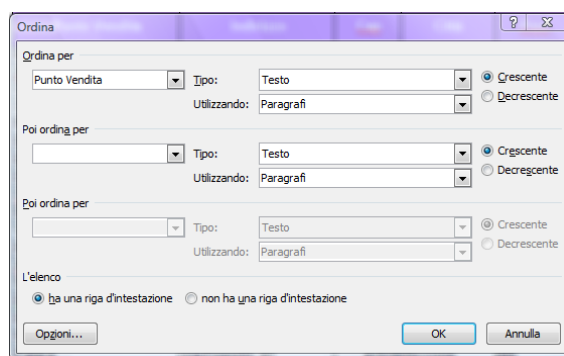 Ordina
Ordina per
Punto Vendita Tipo: Testo Crescente
Utilizzando: Paragrafi Decrescente
Poi ordina per
Tipo: Testo Crescente
Utilizzando: Paragrafi Decrescente
Poi ordina per
Tipo: Testo Crescente
Utilizzando: Paragrafi Decrescente
L'elenco
ha una riga d'intestazione non ha una riga d'intestazione
Opzioni... OK Annulla